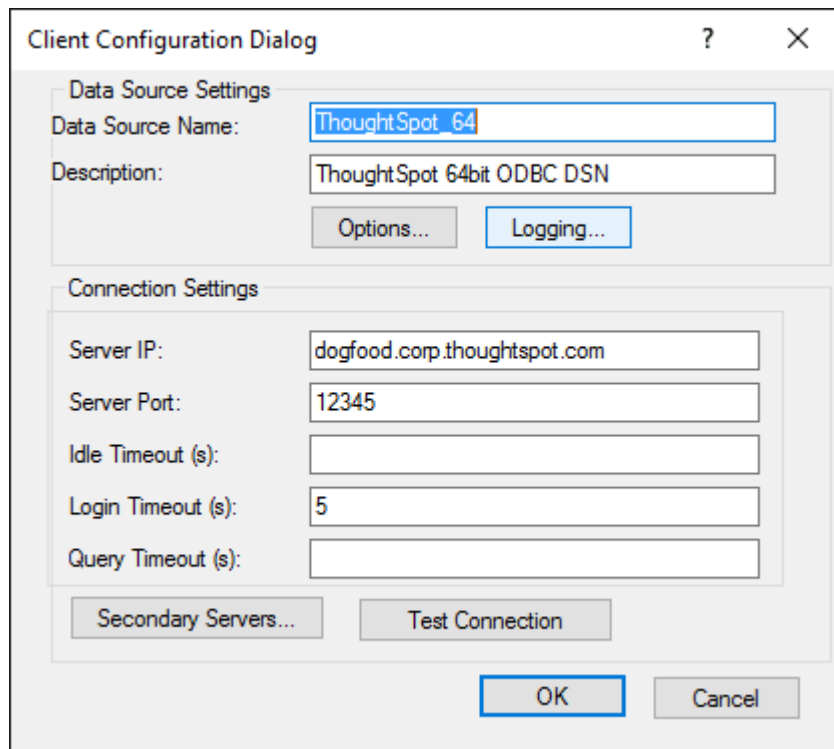 Client Configuration Dialog ?
Data Source Settings
Data Source Name: ThoughtSpot_64
Description: ThoughtSpot 64bit ODBC DSN
Options... Logging...
Connection Settings
Server IP: dogfood.corp.thoughtspot.com
Server Port: 12345
Idle Timeout (s):
Login Timeout (s): 5
Query Timeout (s):
Secondary Servers... Test Connection
OK Cancel